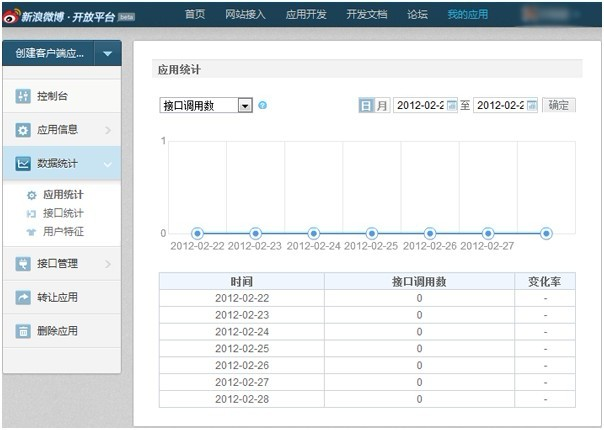 新浪微博·开放平台 beta 首页 网站接入 应用开发 开发文档 论坛 我的应用
创建客户端应...
控制台
应用信息
数据统计
应用统计
接口统计
用户特征
接口管理
转让应用
删除应用
应用统计
接口调用数 日 月 2012-02-2 至 2012-02-2 确定
1
0
2012-02-22 2012-02-23 2012-02-24 2012-02-25 2012-02-26 2012-02-27
时间 接口调用数 变化率
2012-02-22 0 -
2012-02-23 0 -
2012-02-24 0 -
2012-02-25 0 -
2012-02-26 0 -
2012-02-27 0 -
2012-02-28 0 -